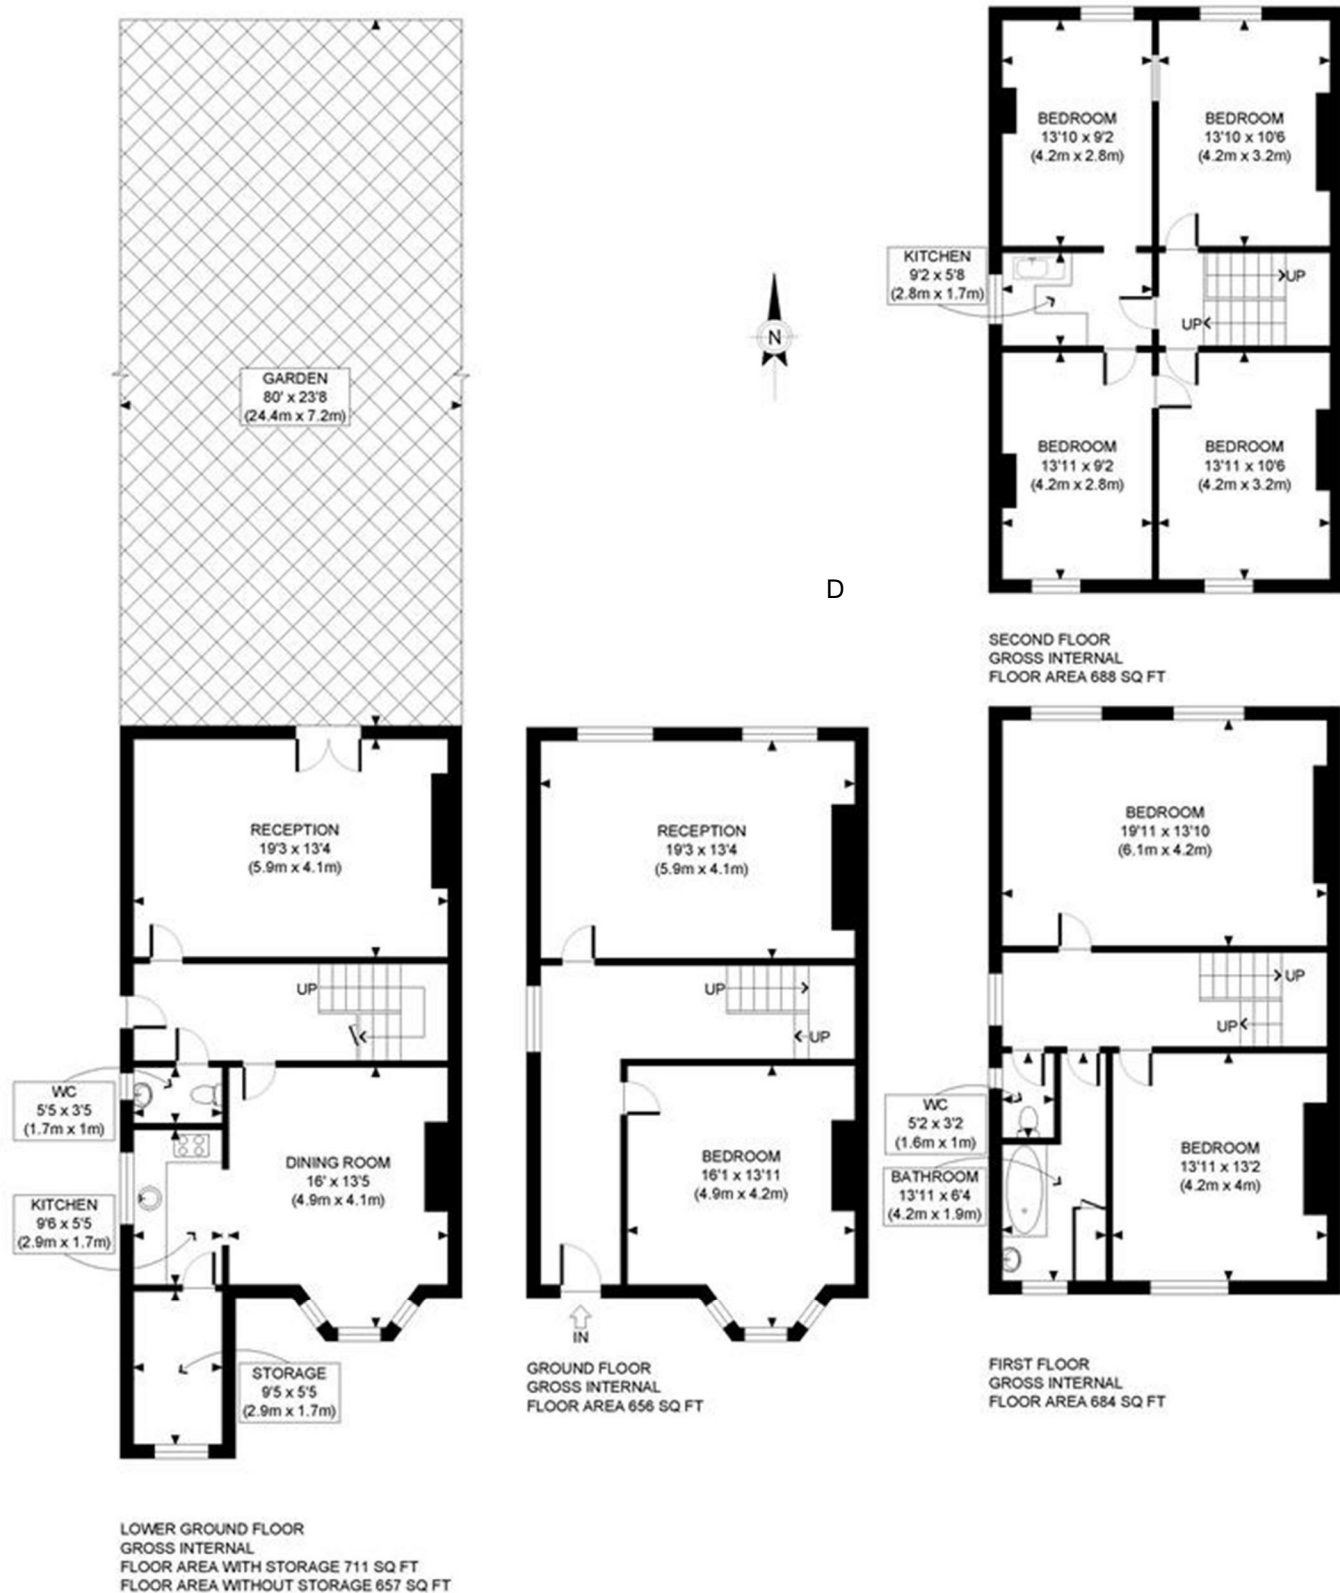 GARDEN
80' x 23'8
(24.4m x 7.2m)
RECEPTION
19'3 x 13'4
(5.9m x 4.1m)
UP
WC
5'5 x 3'5
(1.7m x 1m)
DINING ROOM
16' x 13'5
(4.9m x 4.1m)
KITCHEN
9'6 x 5'5
(2.9m x 1.7m)
STORAGE
9'5 x 5'5
(2.9m x 1.7m)
LOWER GROUND FLOOR
GROSS INTERNAL
FLOOR AREA WITH STORAGE 711 SQ FT
FLOOR AREA WITHOUT STORAGE 657 SQ FT
N
D
RECEPTION
19'3 x 13'4
(5.9m x 4.1m)
UP
UP
BEDROOM
16'1 x 13'11
(4.9m x 4.2m)
IN
GROUND FLOOR
GROSS INTERNAL
FLOOR AREA 656 SQ FT
BEDROOM
13'10 x 9'2
(4.2m x 2.8m)
BEDROOM
13'10 x 10'6
(4.2m x 3.2m)
KITCHEN
9'2 x 5'8
(2.8m x 1.7m)
UP
UP
BEDROOM
13'11 x 9'2
(4.2m x 2.8m)
BEDROOM
13'11 x 10'6
(4.2m x 3.2m)
SECOND FLOOR
GROSS INTERNAL
FLOOR AREA 688 SQ FT
BEDROOM
19'11 x 13'10
(6.1m x 4.2m)
UP
UP
WC
5'2 x 3'2
(1.6m x 1m)
BATHROOM
13'11 x 6'4
(4.2m x 1.9m)
BEDROOM
13'11 x 13'2
(4.2m x 4m)
FIRST FLOOR
GROSS INTERNAL
FLOOR AREA 684 SQ FT